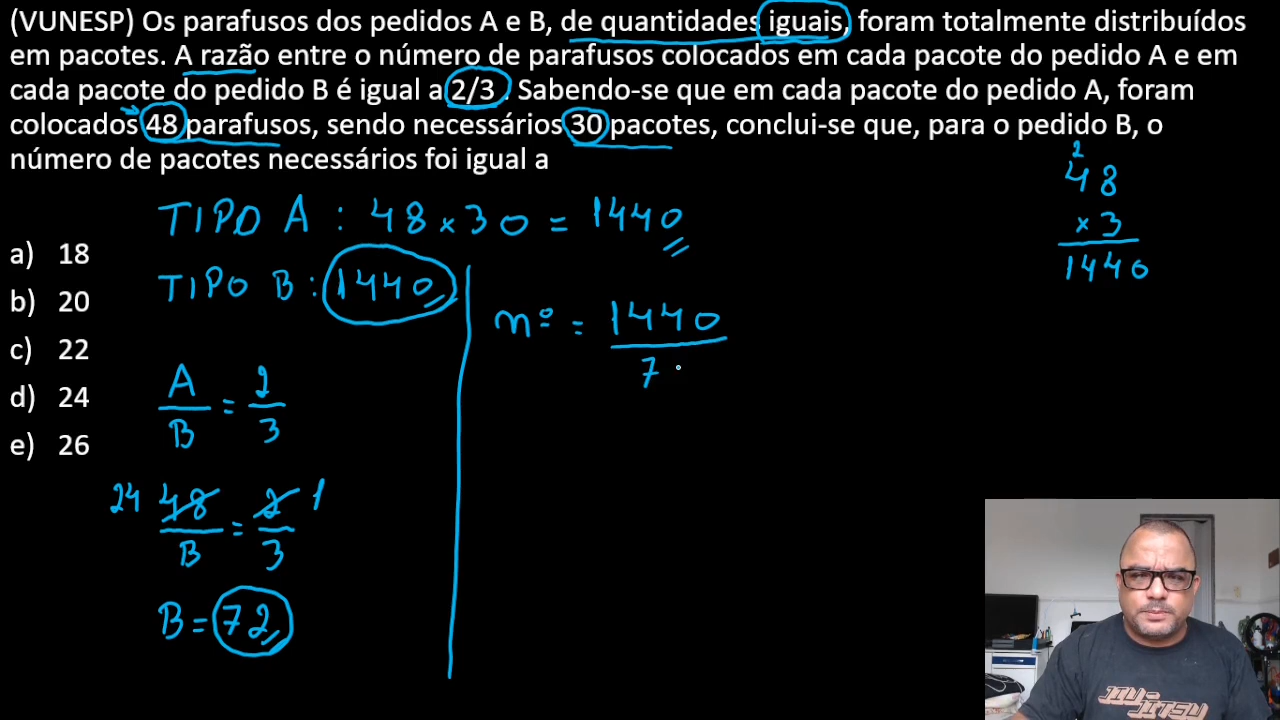 (VUNESP) Os parafusos dos pedidos A e B, de quantidades iguais, foram totalmente distribuídos
em pacotes. A razão entre o número de parafusos colocados em cada pacote do pedido A e em
cada pacote do pedido B é igual a 2/3 . Sabendo-se que em cada pacote do pedido A, foram
colocados 48 parafusos, sendo necessários 30 pacotes, conclui-se que, para o pedido B, o
número de pacotes necessários foi igual a
a) 18
b) 20
c) 22
d) 24
e) 26
TIPO A : 48 x 30 = 1440
TIPO B : 1440
A/B = 2/3
24 48/B = 2/3 1
B = 72
nº = 1440/7
2
48
x 3
1440
JIU-JITSU